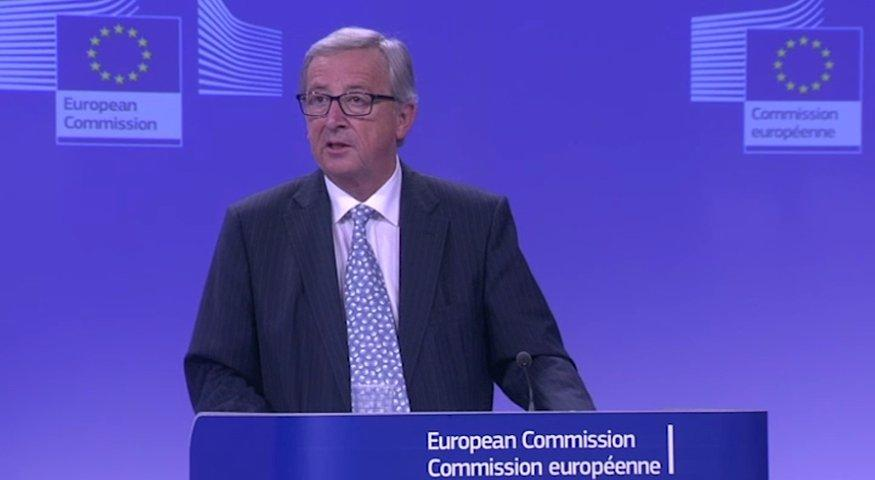 European
Commission
Commission
européenne
European Commission
Commission européenne